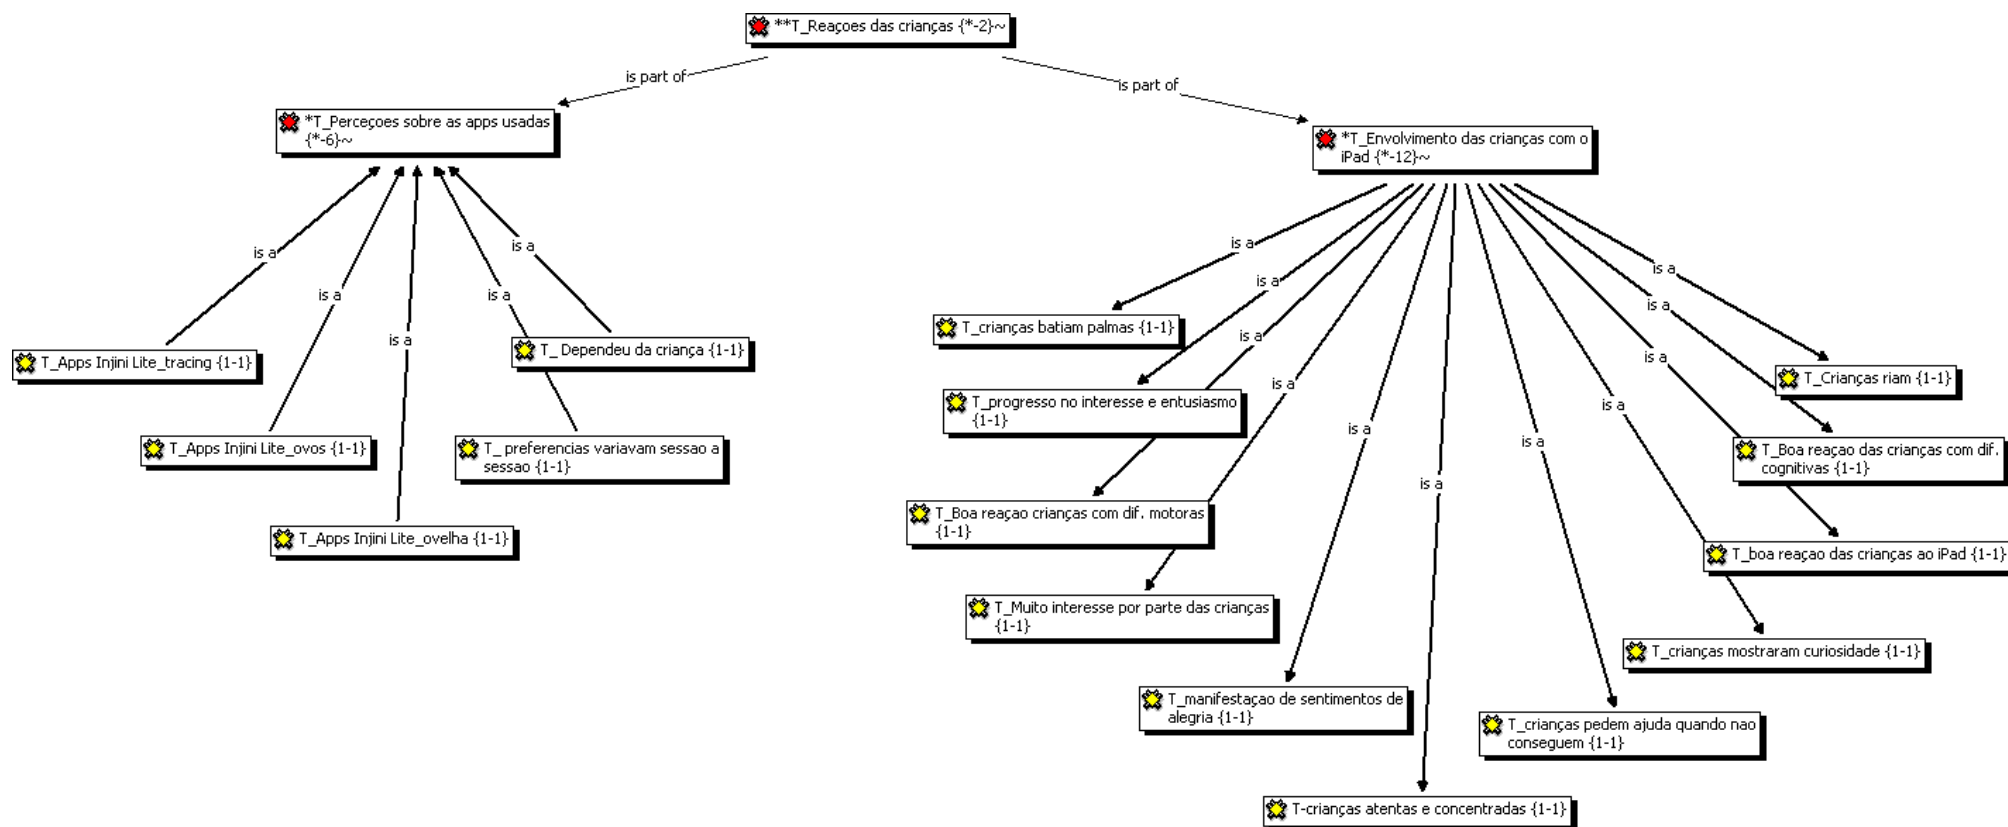 **T_Reaçoes das crianças {*-2}~
is part of
is part of
*T_Perceçoes sobre as apps usadas
{*-6}~
*T_Envolvimento das crianças com o
iPad {*-12}~
is a
is a
is a
is a
is a
T_Apps Injini Lite_tracing {1-1}
T_ Dependeu da criança {1-1}
T_Apps Injini Lite_ovos {1-1}
T_ preferencias variavam sessao a
sessao {1-1}
T_Apps Injini Lite_ovelha {1-1}
is a
is a
is a
is a
is a
is a
is a
is a
is a
is a
is a
T_crianças batiam palmas {1-1}
T_Crianças riam {1-1}
T_progresso no interesse e entusiasmo
{1-1}
T_Boa reaçao das crianças com dif.
cognitivas {1-1}
T_Boa reaçao crianças com dif. motoras
{1-1}
T_boa reaçao das crianças ao iPad {1-1}
T_Muito interesse por parte das crianças
{1-1}
T_crianças mostraram curiosidade {1-1}
T_manifestaçao de sentimentos de
alegria {1-1}
T_crianças pedem ajuda quando nao
conseguem {1-1}
T-crianças atentas e concentradas {1-1}